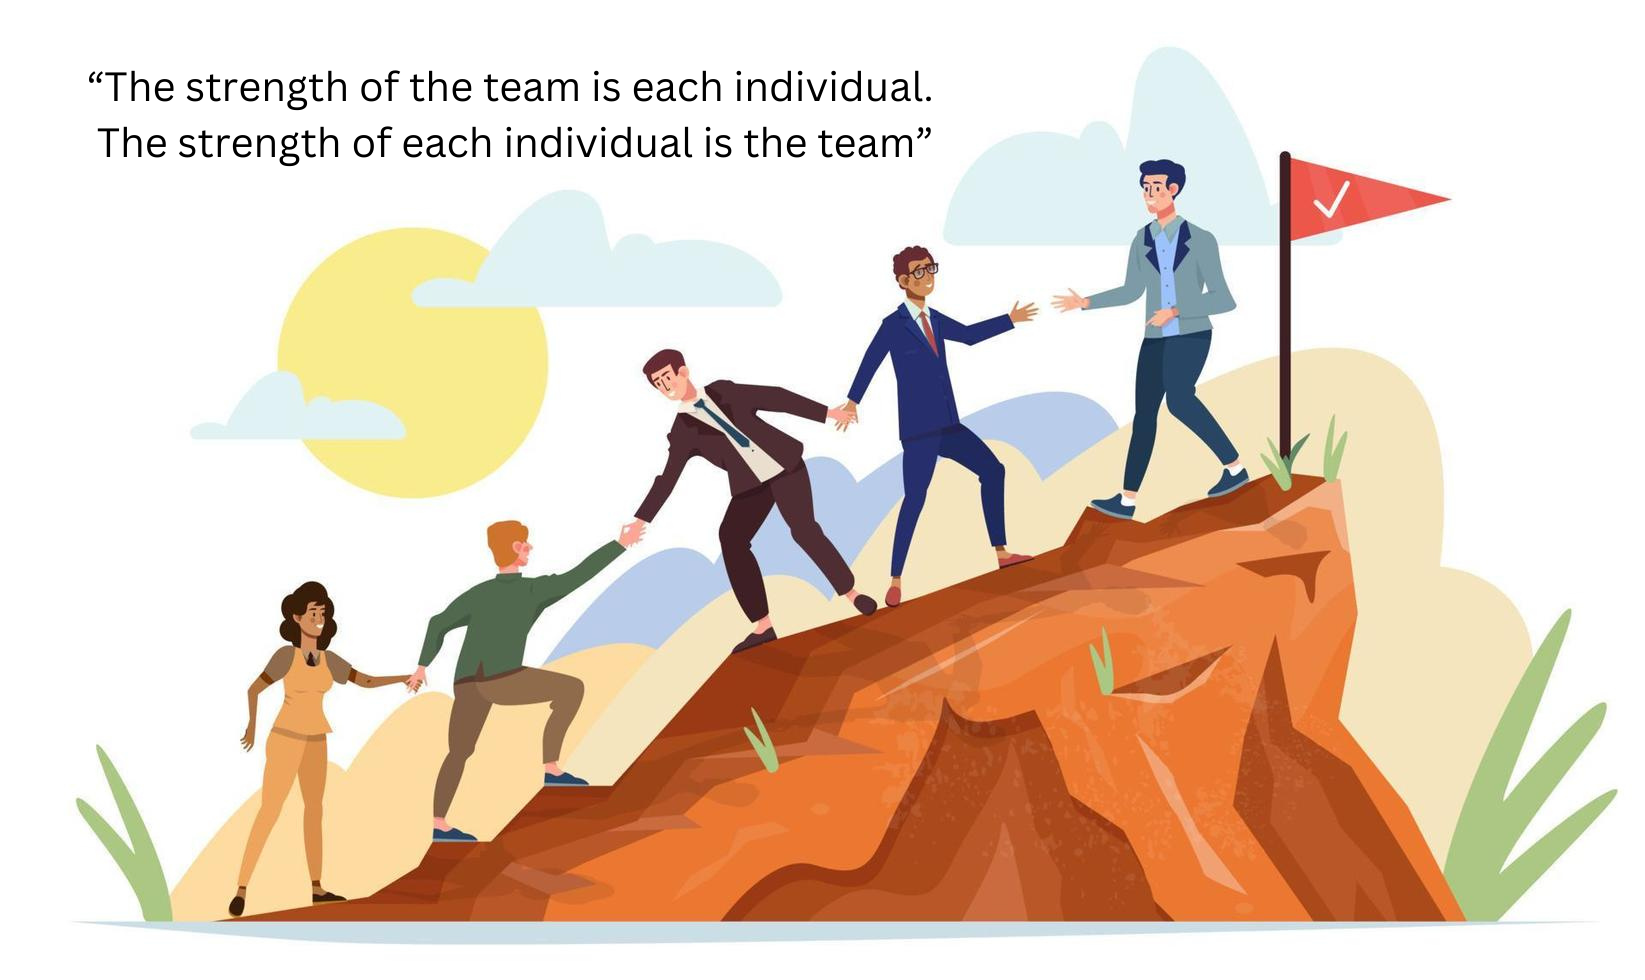 “The strength of the team is each individual.
The strength of each individual is the team”